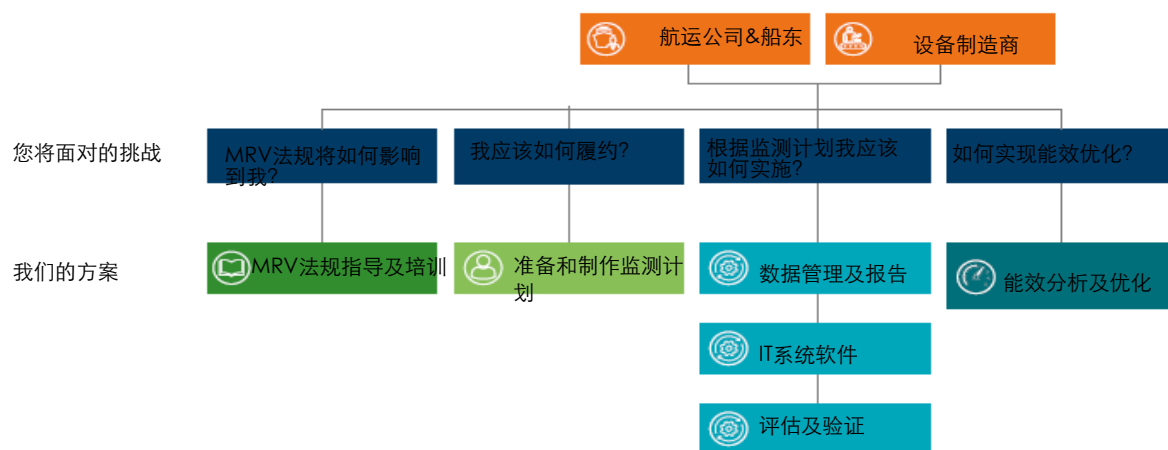 航运公司&船东
设备制造商
您将面对的挑战
MRV法规将如何影响
到我?
我应该如何履约?
根据监测计划我应该
如何实施?
如何实现能效优化?
我们的方案
MRV法规指导及培训
准备和制作监测计
划
数据管理及报告
能效分析及优化
IT系统软件
评估及验证